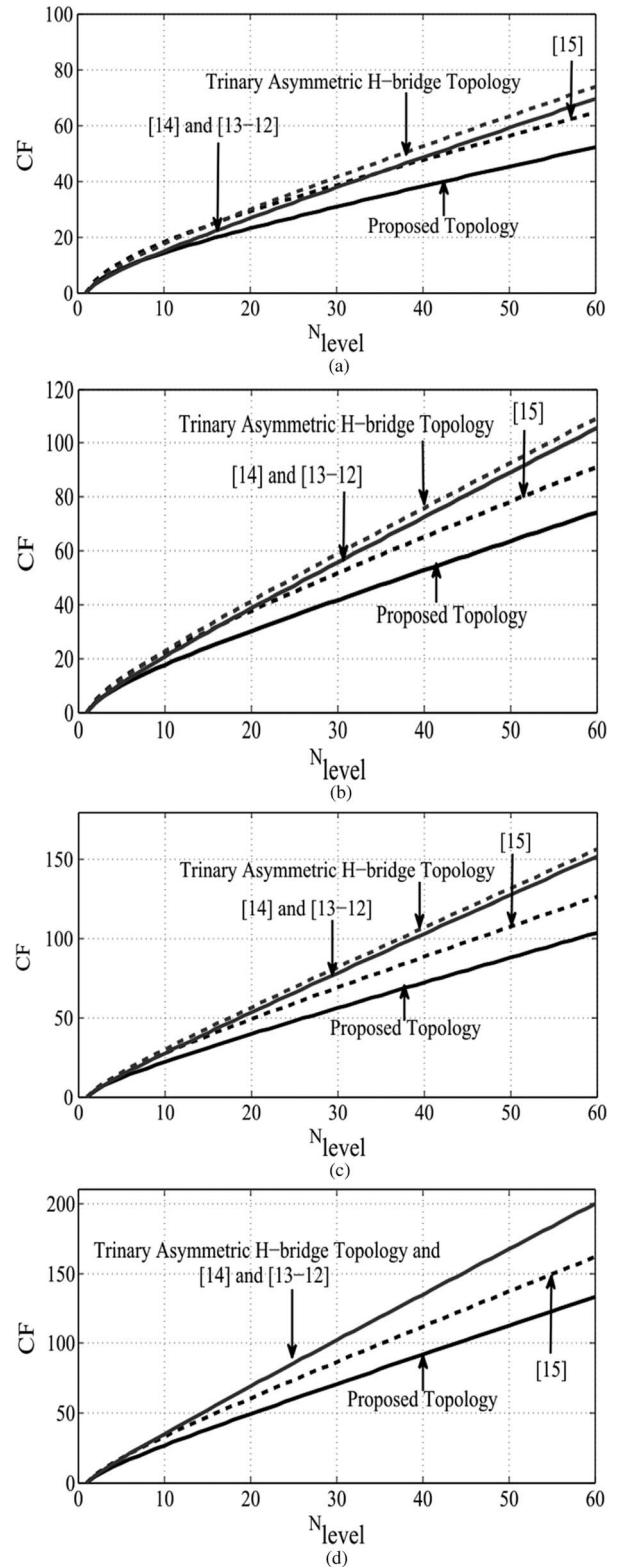 100
80
60
40
20
0
CF
[15]
Trinary Asymmetric H-bridge Topology
[14] and [13-12]
Proposed Topology
0 10 20 30 40 50 60
N level
(a)
120
100
80
60
40
20
0
CF
[15]
Trinary Asymmetric H-bridge Topology
[14] and [13-12]
Proposed Topology
0 10 20 30 40 50 60
N level
(b)
150
100
50
0
CF
[15]
Trinary Asymmetric H-bridge Topology
[14] and [13-12]
Proposed Topology
0 10 20 30 40 50 60
N level
(c)
200
150
100
50
0
CF
Trinary Asymmetric H-bridge Topology and
[14] and [13-12]
[15]
Proposed Topology
0 10 20 30 40 50 60
N level
(d)